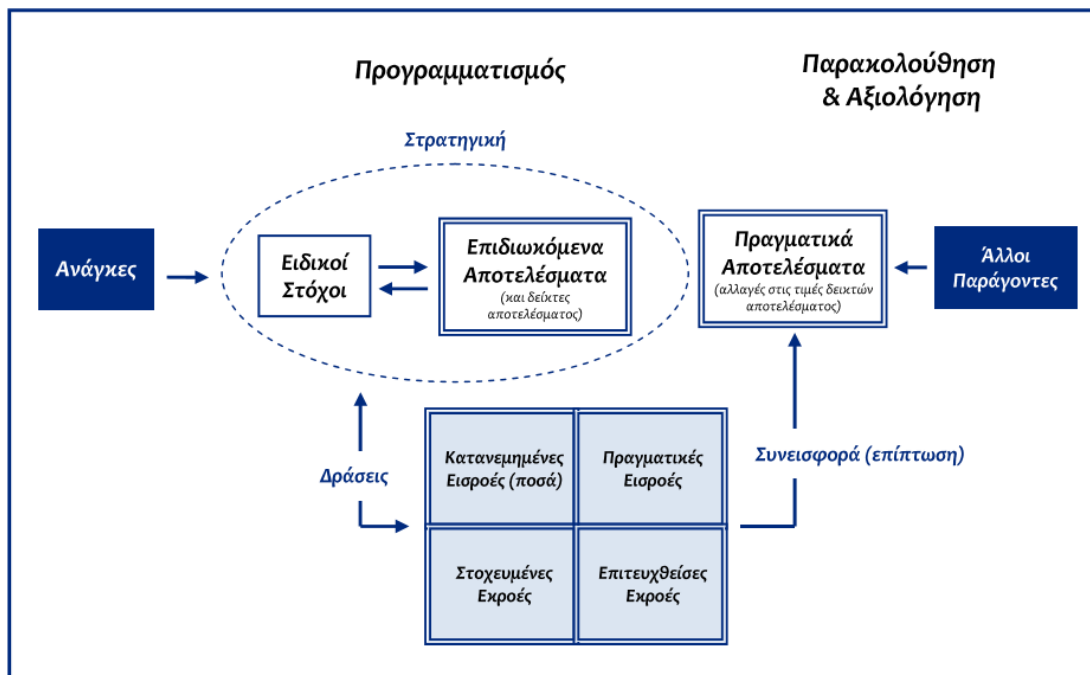 Προγραμματισμός
Παρακολούθηση
& Αξιολόγηση
Στρατηγική
Ανάγκες
Ειδικοί
Στόχοι
Επιδιωκόμενα
Αποτελέσματα
(και δείκτες
αποτελέσματος)
Πραγματικά
Αποτελέσματα
(αλλαγές στις τιμές δεικτών
αποτελέσματος)
Άλλοι
Παράγοντες
Δράσεις
Κατανεμημένες
Εισροές (ποσά)
Πραγματικές
Εισροές
Στοχευμένες
Εκροές
Επιτευχθείσες
Εκροές
Συνεισφορά (επίπτωση)